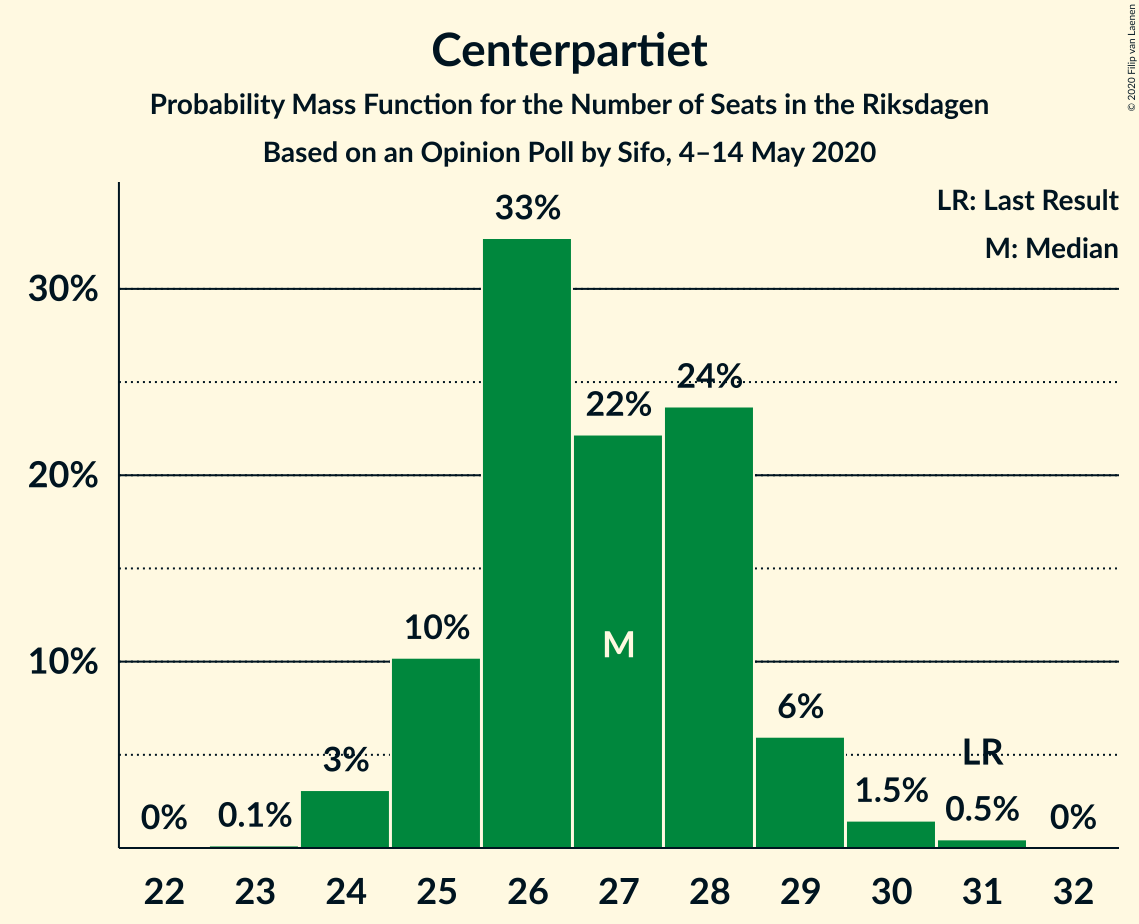 Centerpartiet
Probability Mass Function for the Number of Seats in the Riksdagen
Based on an Opinion Poll by Sifo, 4–14 May 2020
© 2020 Filip van Laenen
LR: Last Result
M: Median
33%
30%
24%
22%
20%
10%
M
10%
6%
3%
LR
1.5%
0.5%
0%
0.1%
0%
22 23 24 25 26 27 28 29 30 31 32